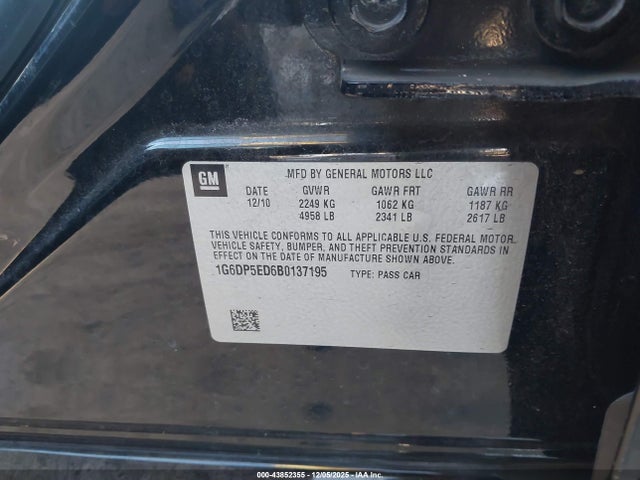 GM
MFD BY GENERAL MOTORS LLC
DATE GVWR GAWR FRT GAWR RR
12/10 2249 KG 1062 KG 1187 KG
4958 LB 2341 LB 2617 LB
THIS VEHICLE CONFORMS TO ALL APPLICABLE U.S. FEDERAL MOTOR
VEHICLE SAFETY, BUMPER, AND THEFT PREVENTION STANDARDS IN
EFFECT ON THE DATE OF MANUFACTURE SHOWN ABOVE.
1G6DP5ED6B0137195 TYPE: PASS CAR
000-43852355 - 12/05/2025 - IAA Inc.